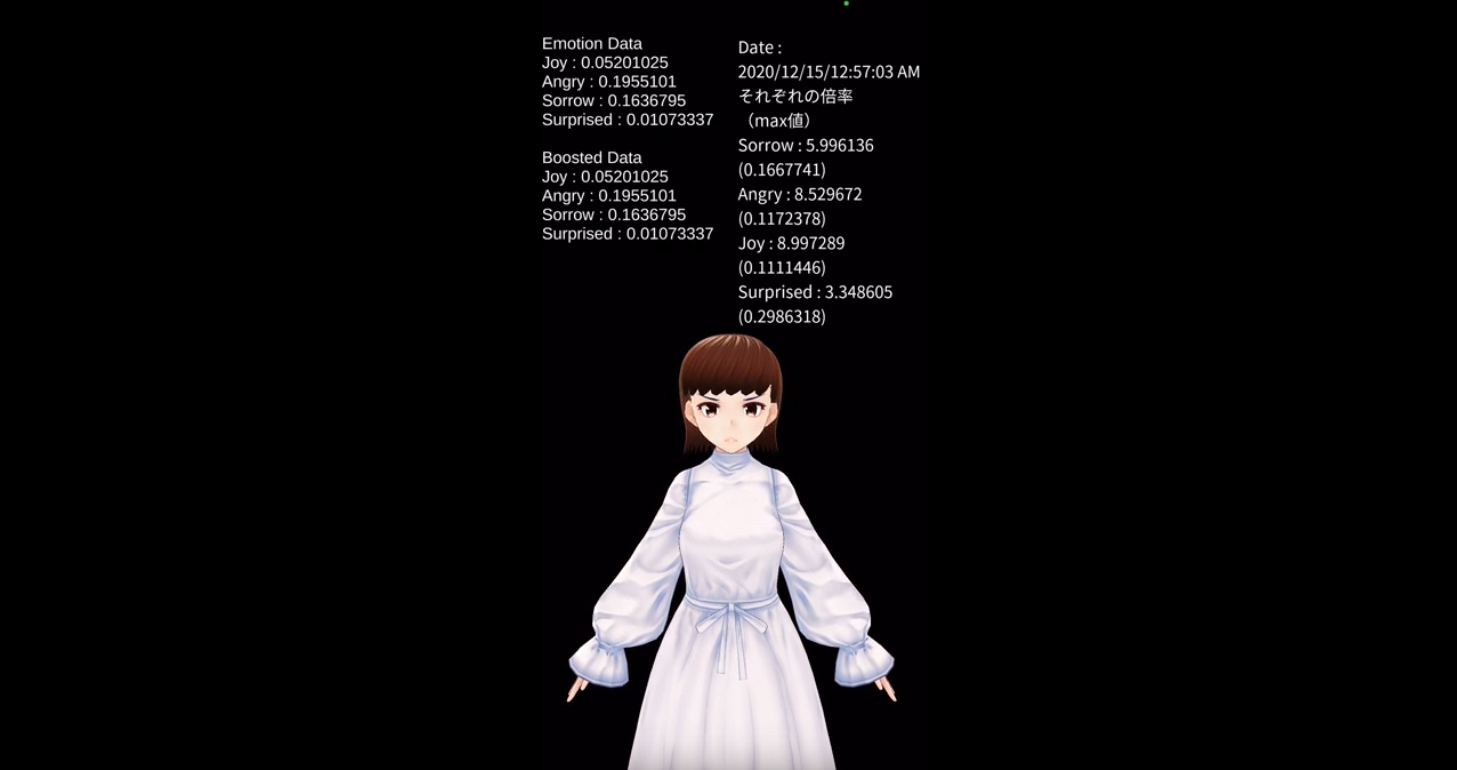 Emotion Data
Joy : 0.05201025
Angry : 0.1955101
Sorrow : 0.1636795
Surprised : 0.01073337
Boosted Data
Joy : 0.05201025
Angry : 0.1955101
Sorrow : 0.1636795
Surprised : 0.01073337
Date :
2020/12/15/12:57:03 AM
それぞれの倍率
（max値）
Sorrow : 5.996136
(0.1667741)
Angry : 8.529672
(0.1172378)
Joy : 8.997289
(0.1111446)
Surprised : 3.348605
(0.2986318)